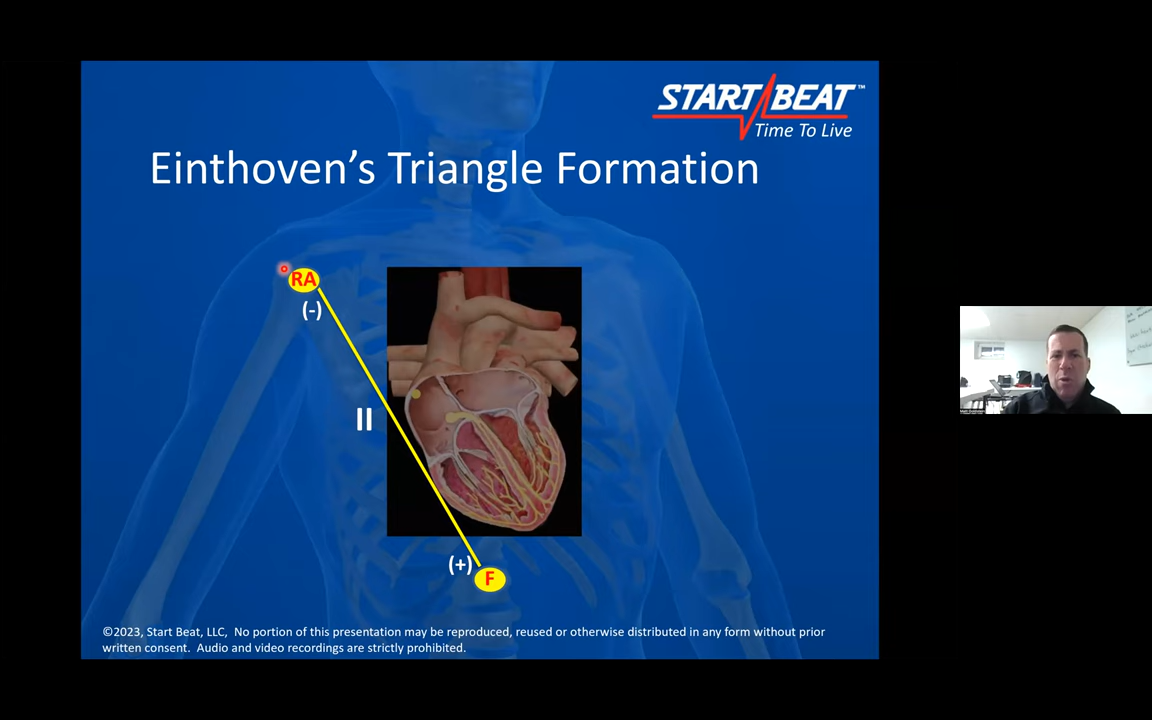 START BEAT™
Time To Live
Einthoven’s Triangle Formation
RA
(-)
II
(+)
F
©2023, Start Beat, LLC, No portion of this presentation may be reproduced, reused or otherwise distributed in any form without prior
written consent. Audio and video recordings are strictly prohibited.